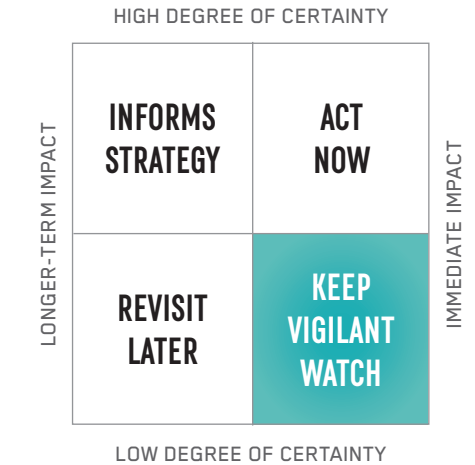 HIGH DEGREE OF CERTAINTY
LONGER-TERM IMPACT
INFORMS
STRATEGY
ACT
NOW
IMMEDIATE IMPACT
REVISIT
LATER
KEEP
VIGILANT
WATCH
LOW DEGREE OF CERTAINTY